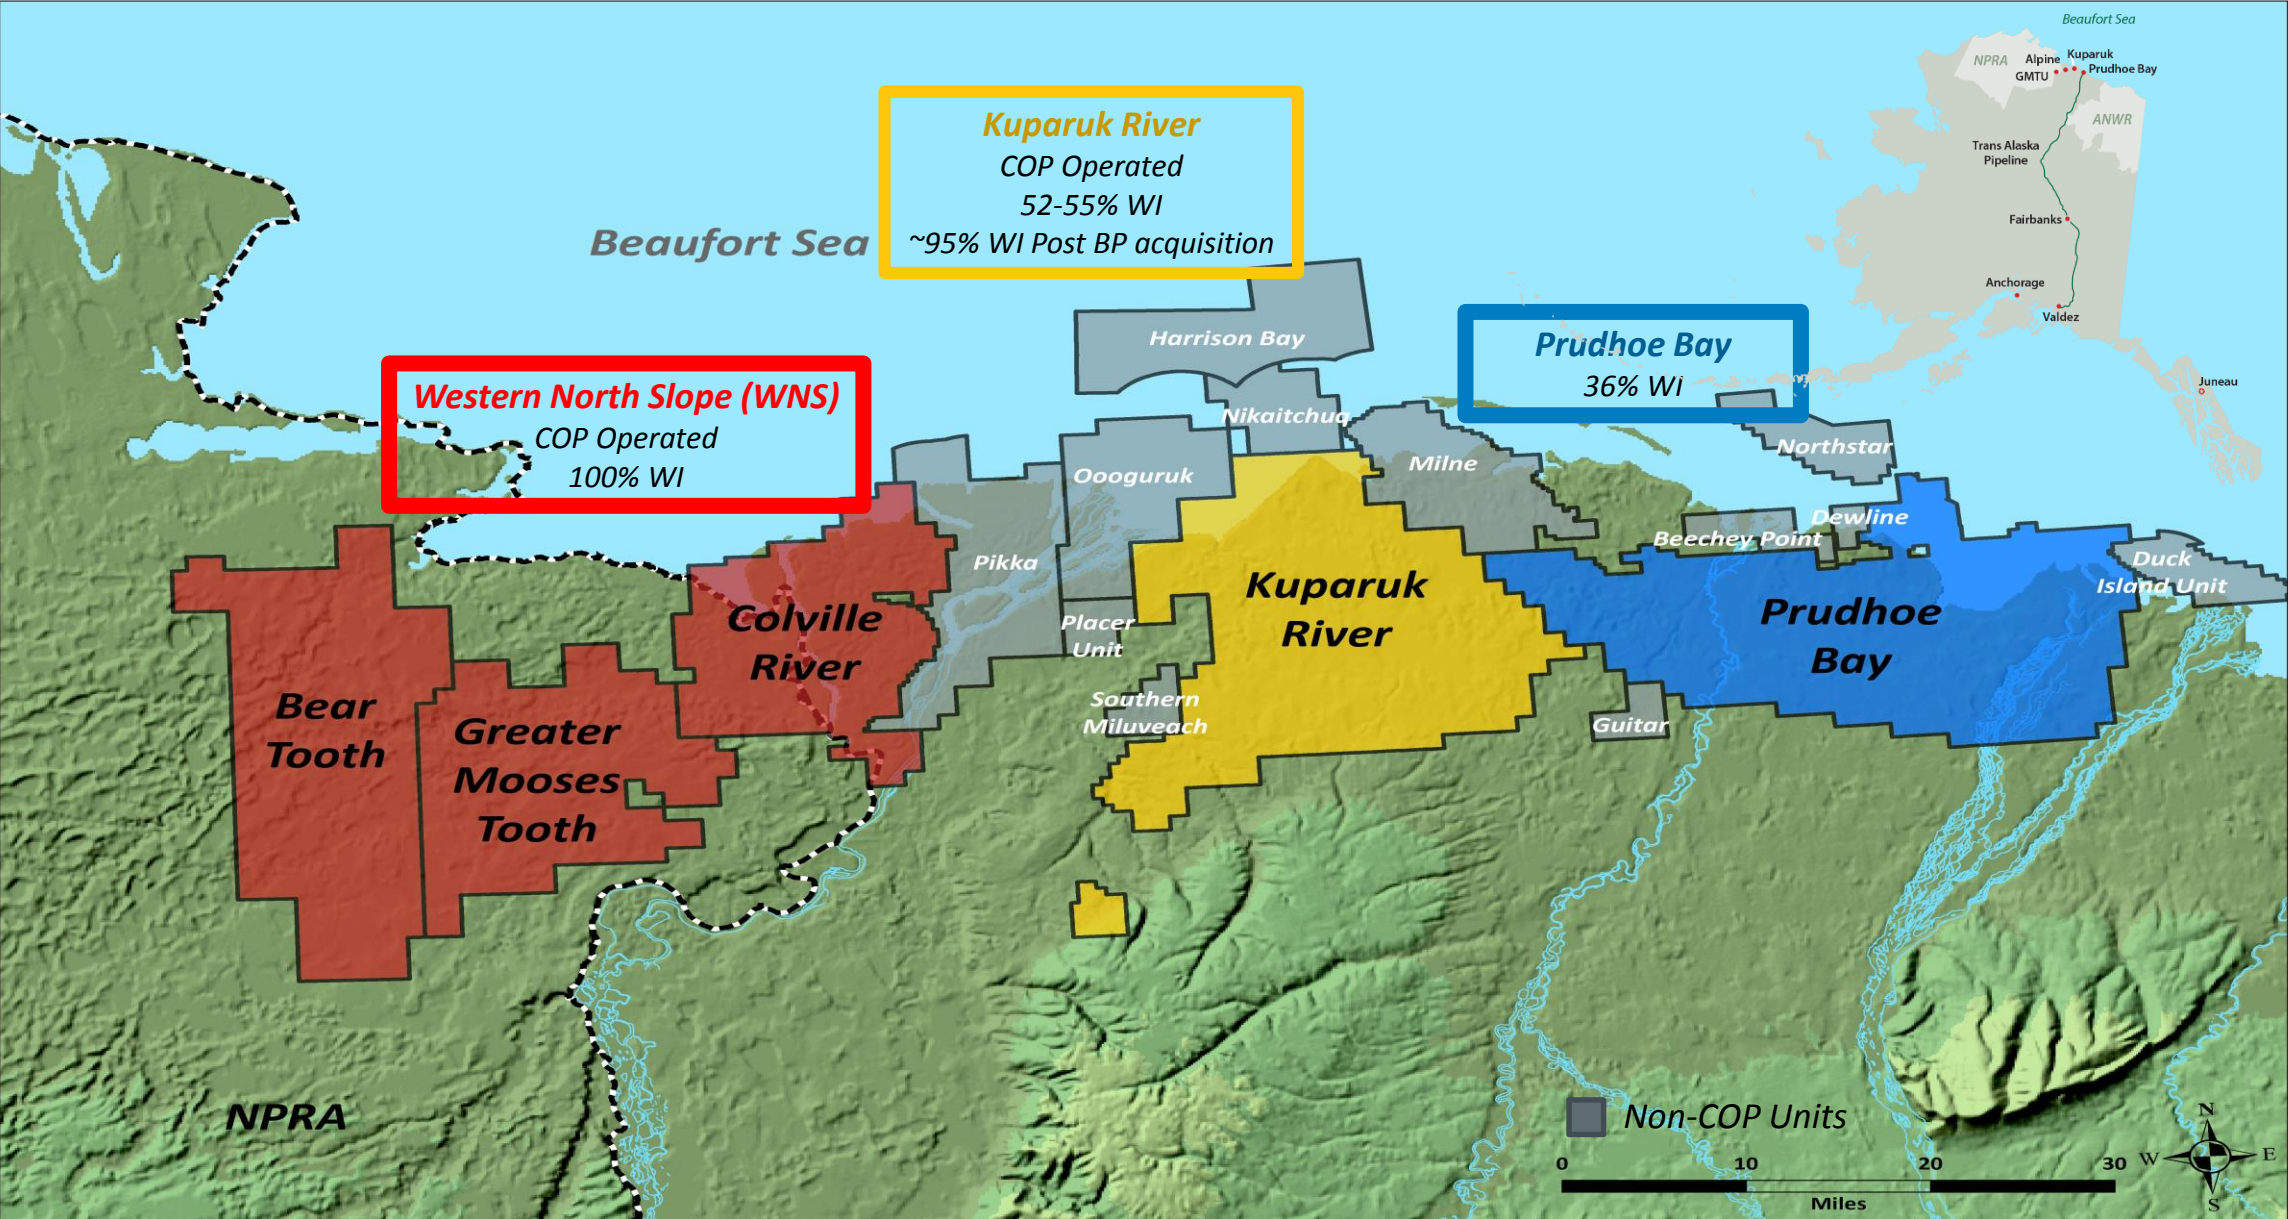 Beaufort Sea
NPRA
Alpine
Kuparuk
GMTU
Prudhoe Bay
ANWR
Trans Alaska
Pipeline
Fairbanks
Anchorage
Valdez
Juneau
Kuparuk River
COP Operated
52-55% WI
~95% WI Post BP acquisition
Beaufort Sea
Prudhoe Bay
36% WI
Western North Slope (WNS)
COP Operated
100% WI
Harrison Bay
Nikaitchuq
Oooguruk
Milne
Northstar
Dewline
Beechey Point
Duck
Island Unit
Pikka
Placer
Unit
Southern
Miluveach
Guitar
Colville
River
Kuparuk
River
Prudhoe
Bay
Bear
Tooth
Greater
Mooses
Tooth
NPRA
Non-COP Units
0 10 20 30
Miles
N
W E
S